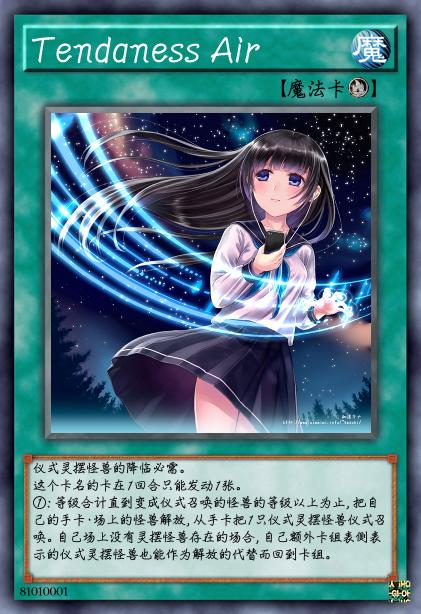 Tendaness Air
魔
【魔法卡】
仪式灵摆怪兽的降临必需。
这个卡名的卡在1回合只能发动1张。
①:等级合计直到变成仪式召唤的怪兽的等级以上为止,把自
己的手卡·场上的怪兽解放,从手卡把1只仪式灵摆怪兽仪式召
唤。自己场上没有灵摆怪兽存在的场合,自己额外卡组表侧表
示的仪式灵摆怪兽也能作为解放的代替而回到卡组。
81010001